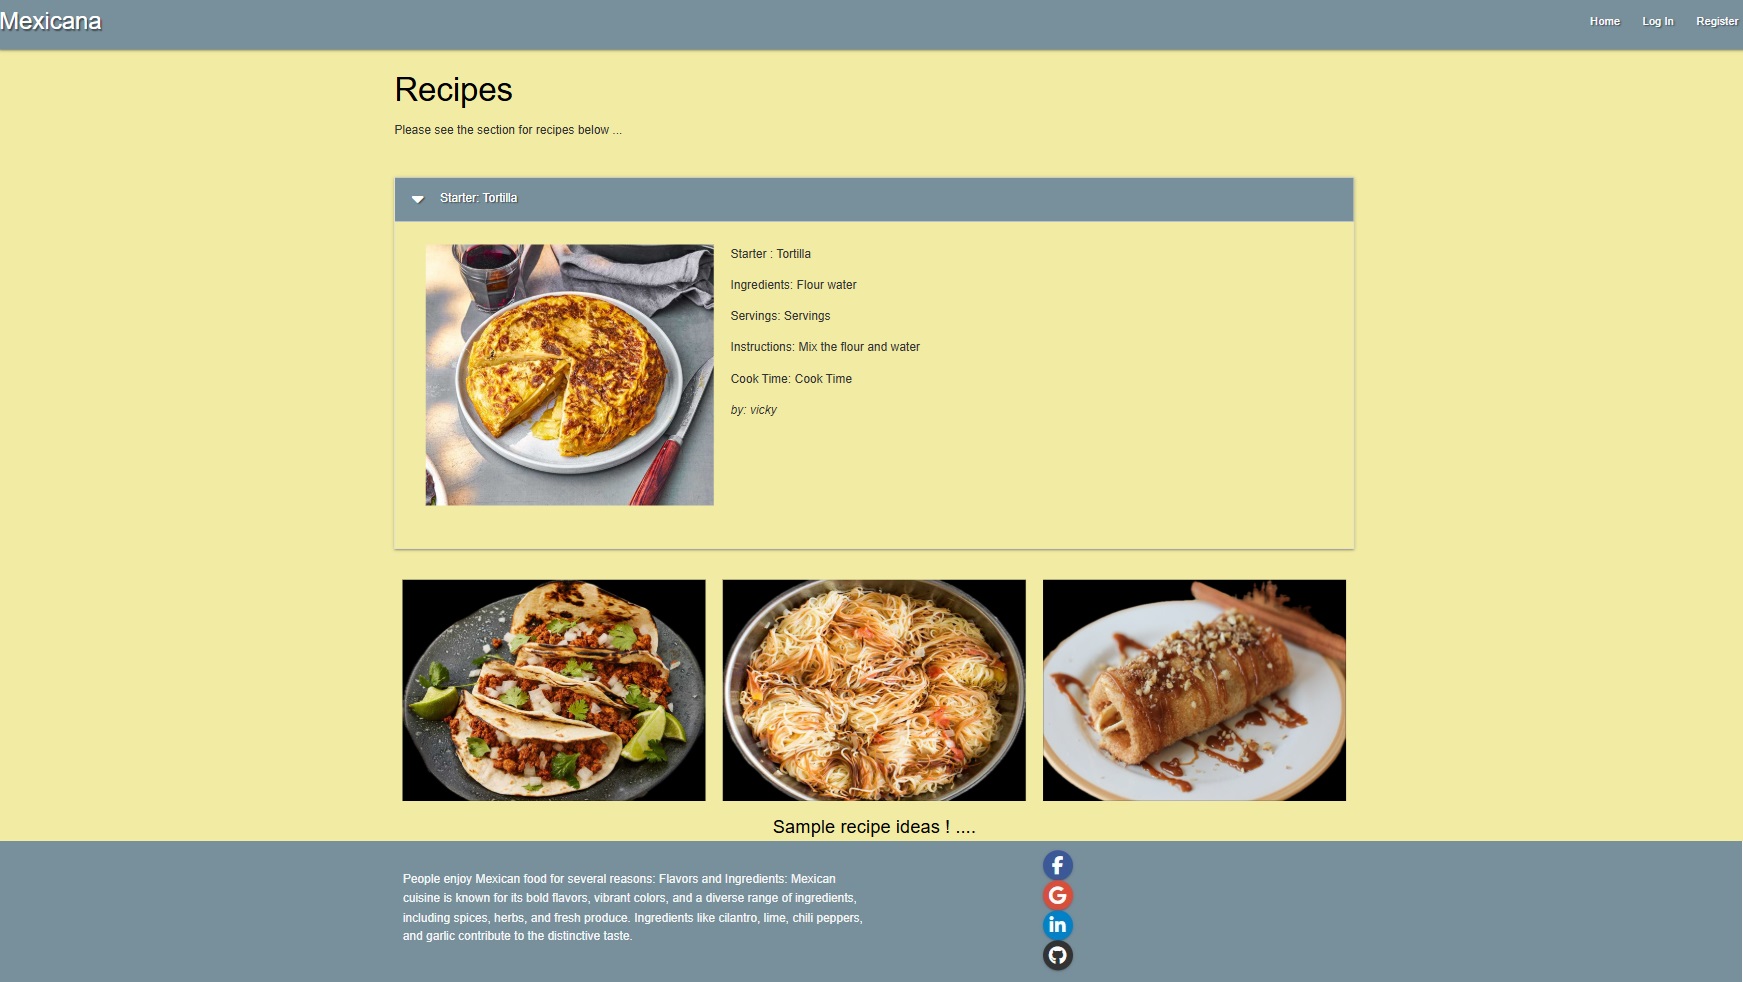 Mexicana
Home Log In Register
Recipes
Please see the section for recipes below ...
Starter: Tortilla
Starter : Tortilla
Ingredients: Flour water
Servings: Servings
Instructions: Mix the flour and water
Cook Time: Cook Time
by: vicky
Sample recipe ideas ! ....
People enjoy Mexican food for several reasons: Flavors and Ingredients: Mexican
cuisine is known for its bold flavors, vibrant colors, and a diverse range of ingredients,
including spices, herbs, and fresh produce. Ingredients like cilantro, lime, chili peppers,
and garlic contribute to the distinctive taste.
f
G
in